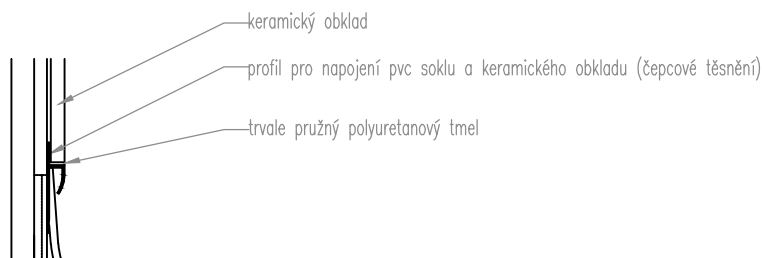 keramický obklad
profil pro napojení pvc soklu a keramického obkladu (čepcové těsnění)
trvale pružný polyuretanový tmel